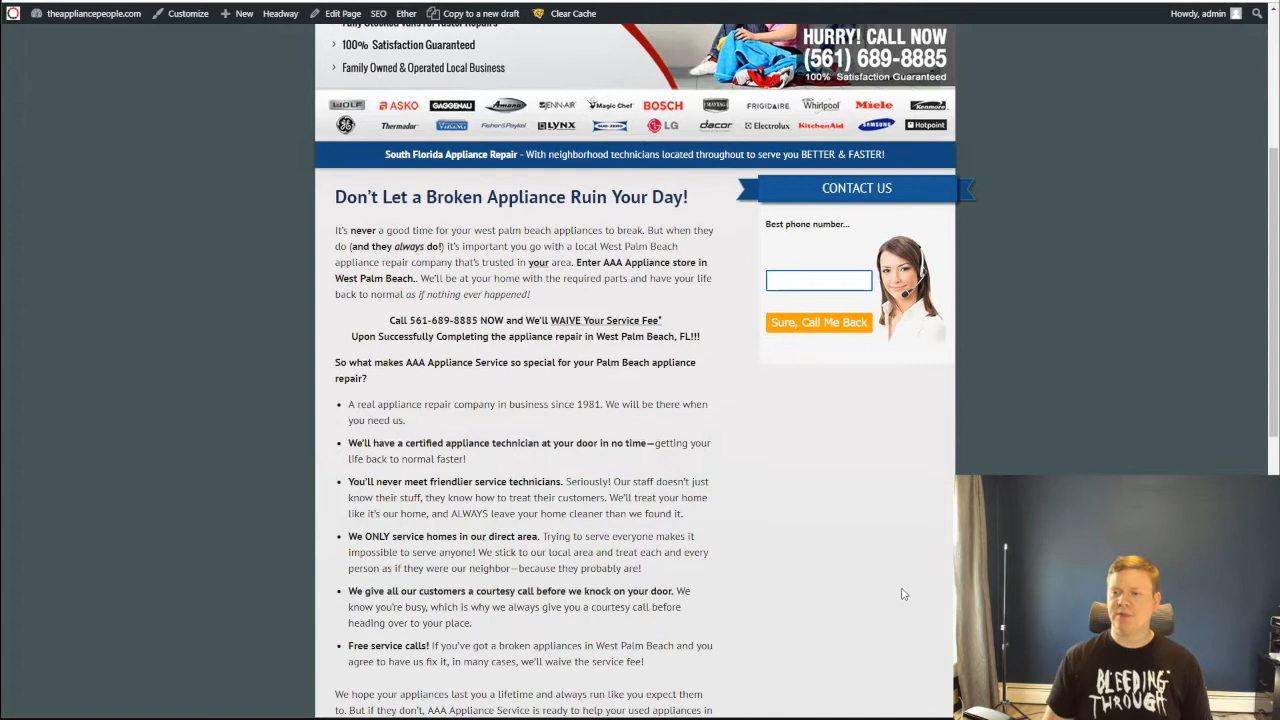 theappliancepeople.com Customize New Headway Edit Page SEO Ether Copy to a new draft Clear Cache Howdy, admin
100% Satisfaction Guaranteed
Family Owned & Operated Local Business
HURRY! CALL NOW
(561) 689-8885
100% Satisfaction Guaranteed
WOLF ASKO GAGGENAU Amana JENN-AIR Magic Chef BOSCH MAYTAG FRIGIDAIRE Whirlpool Miele Kenmore
GE Thermador VIKING Fisher&Paykel LYNX SUB-ZERO LG dacor Electrolux KitchenAid SAMSUNG Hotpoint
South Florida Appliance Repair - With neighborhood technicians located throughout to serve you BETTER & FASTER!
Don't Let a Broken Appliance Ruin Your Day!
It's never a good time for your west palm beach appliances to break. But when they
do (and they always do!) it's important you go with a local West Palm Beach
appliance repair company that's trusted in your area. Enter AAA Appliance store in
West Palm Beach.. We'll be at your home with the required parts and have your life
back to normal as if nothing ever happened!
Call 561-689-8885 NOW and We'll WAIVE Your Service Fee*
Upon Successfully Completing the appliance repair in West Palm Beach, FL!!!
So what makes AAA Appliance Service so special for your Palm Beach appliance
repair?
• A real appliance repair company in business since 1981. We will be there when
you need us.
• We'll have a certified appliance technician at your door in no time—getting your
life back to normal faster!
• You'll never meet friendlier service technicians. Seriously! Our staff doesn't just
know their stuff, they know how to treat their customers. We'll treat your home
like it's our home, and ALWAYS leave your home cleaner than we found it.
• We ONLY service homes in our direct area. Trying to serve everyone makes it
impossible to serve anyone! We stick to our local area and treat each and every
person as if they were our neighbor—because they probably are!
• We give all our customers a courtesy call before we knock on your door. We
know you're busy, which is why we always give you a courtesy call before
heading over to your place.
• Free service calls! If you've got a broken appliances in West Palm Beach and you
agree to have us fix it, in many cases, we'll waive the service fee!
We hope your appliances last you a lifetime and always run like you expect them
to. But if they don't, AAA Appliance Service is ready to help your used appliances in
CONTACT US
Best phone number...
Sure, Call Me Back
BLEEDING
THROUGH